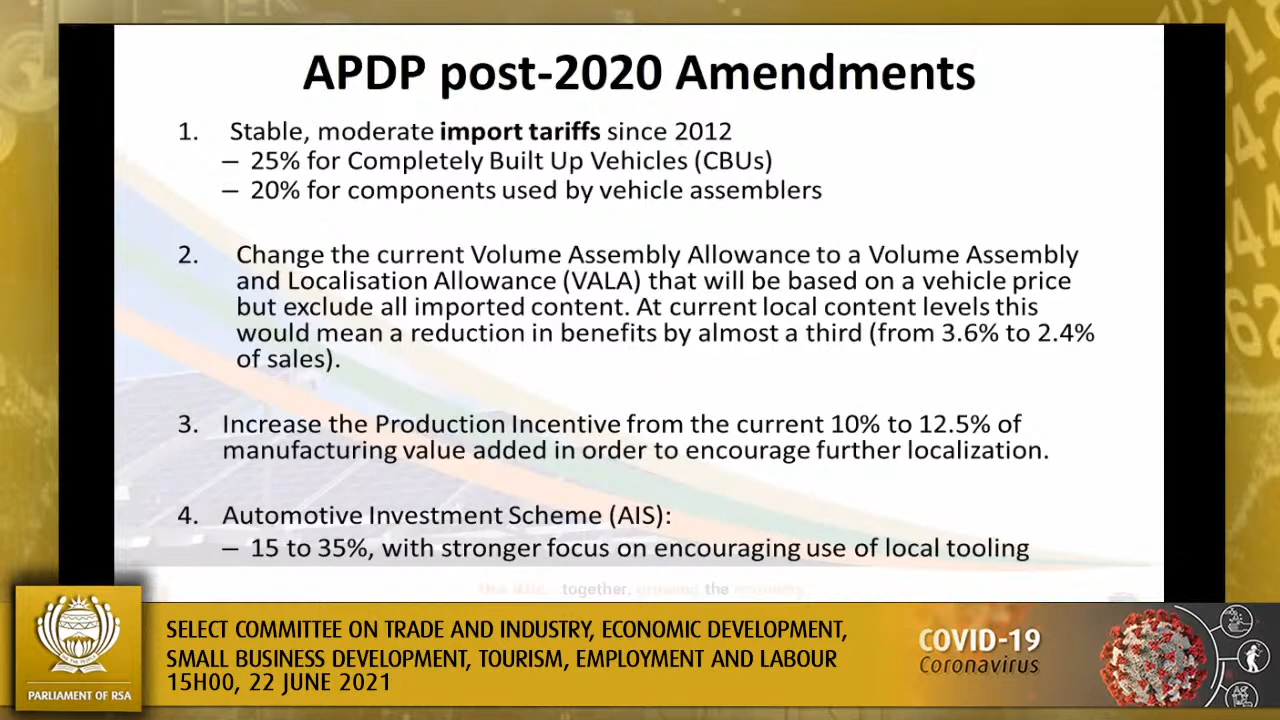 APDP post-2020 Amendments
1. Stable, moderate import tariffs since 2012
– 25% for Completely Built Up Vehicles (CBUs)
– 20% for components used by vehicle assemblers
2. Change the current Volume Assembly Allowance to a Volume Assembly
and Localisation Allowance (VALA) that will be based on a vehicle price
but exclude all imported content. At current local content levels this
would mean a reduction in benefits by almost a third (from 3.6% to 2.4%
of sales).
3. Increase the Production Incentive from the current 10% to 12.5% of
manufacturing value added in order to encourage further localization.
4. Automotive Investment Scheme (AIS):
– 15 to 35%, with stronger focus on encouraging use of local tooling
together, growing the economy
SELECT COMMITTEE ON TRADE AND INDUSTRY, ECONOMIC DEVELOPMENT,
SMALL BUSINESS DEVELOPMENT, TOURISM, EMPLOYMENT AND LABOUR
15H00, 22 JUNE 2021
PARLIAMENT OF RSA
COVID-19
Coronavirus